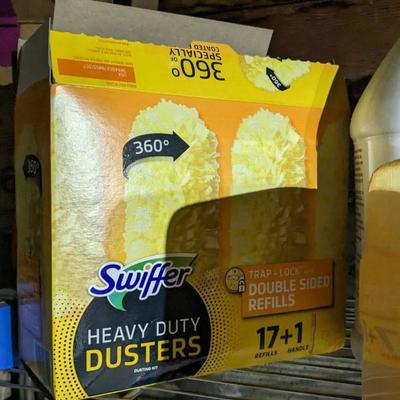 360°
OF
SPECIALLY
COATED F
360°
360°
Swiffer
TRAP + LOCK
DOUBLE SIDED
REFILLS
HEAVY DUTY
DUSTERS
DUSTING KIT
17+1
REFILLS HANDLE